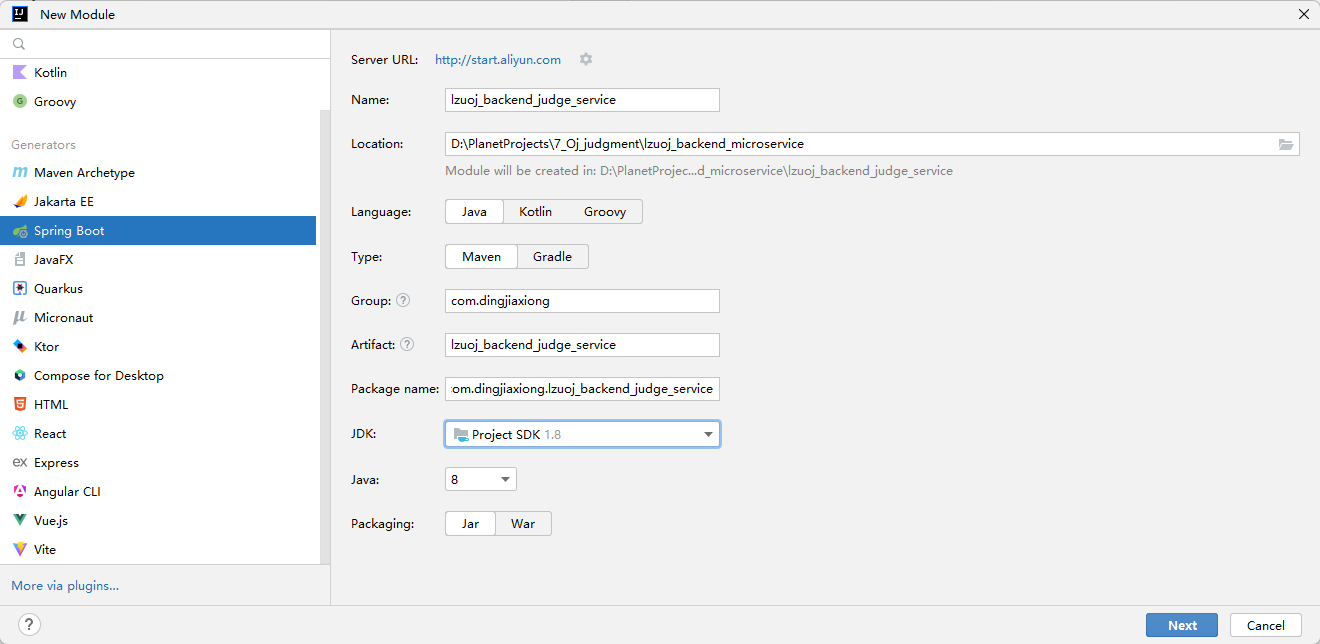 New Module
Kotlin
Groovy
Generators
Maven Archetype
Jakarta EE
Spring Boot
JavaFX
Quarkus
Micronaut
Ktor
Compose for Desktop
HTML
React
Express
Angular CLI
Vue.js
Vite
More via plugins...
Server URL: http://start.aliyun.com
Name: lzuoj_backend_judge_service
Location: D:\PlanetProjects\7_Oj_judgment\lzuoj_backend_microservice
Module will be created in: D:\PlanetProjec...d_microservice\lzuoj_backend_judge_service
Language: Java Kotlin Groovy
Type: Maven Gradle
Group: ? com.dingjiaxiong
Artifact: ? lzuoj_backend_judge_service
Package name: om.dingjiaxiong.lzuoj_backend_judge_service
JDK: Project SDK 1.8
Java: 8
Packaging: Jar War
? Next Cancel